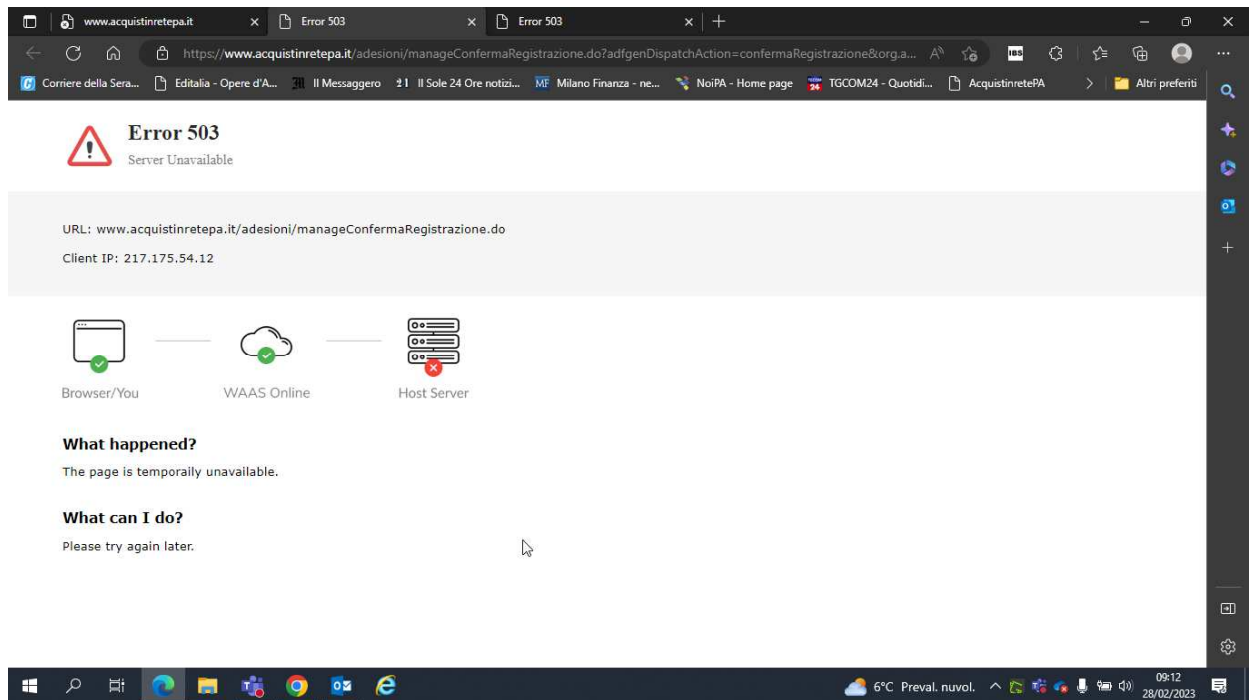 www.acquistinretepa.it
Error 503
Error 503
https://www.acquistinretepa.it/adesioni/manageConfermaRegistrazione.do?adfgenDispatchAction=confermaRegistrazione&org.a...
Corriere della Sera...
Editalia - Opere d'A...
Il Messaggero
Il Sole 24 Ore notizi...
Milano Finanza - ne...
NoiPA - Home page
TGCOM24 - Quotidi...
AcquistinretePA
Altri preferiti
Error 503
Server Unavailable
URL: www.acquistinretepa.it/adesioni/manageConfermaRegistrazione.do
Client IP: 217.175.54.12
Browser/You
WAAS Online
Host Server
What happened?
The page is temporaily unavailable.
What can I do?
Please try again later.
6°C Preval. nuvol.
09:12
28/02/2023